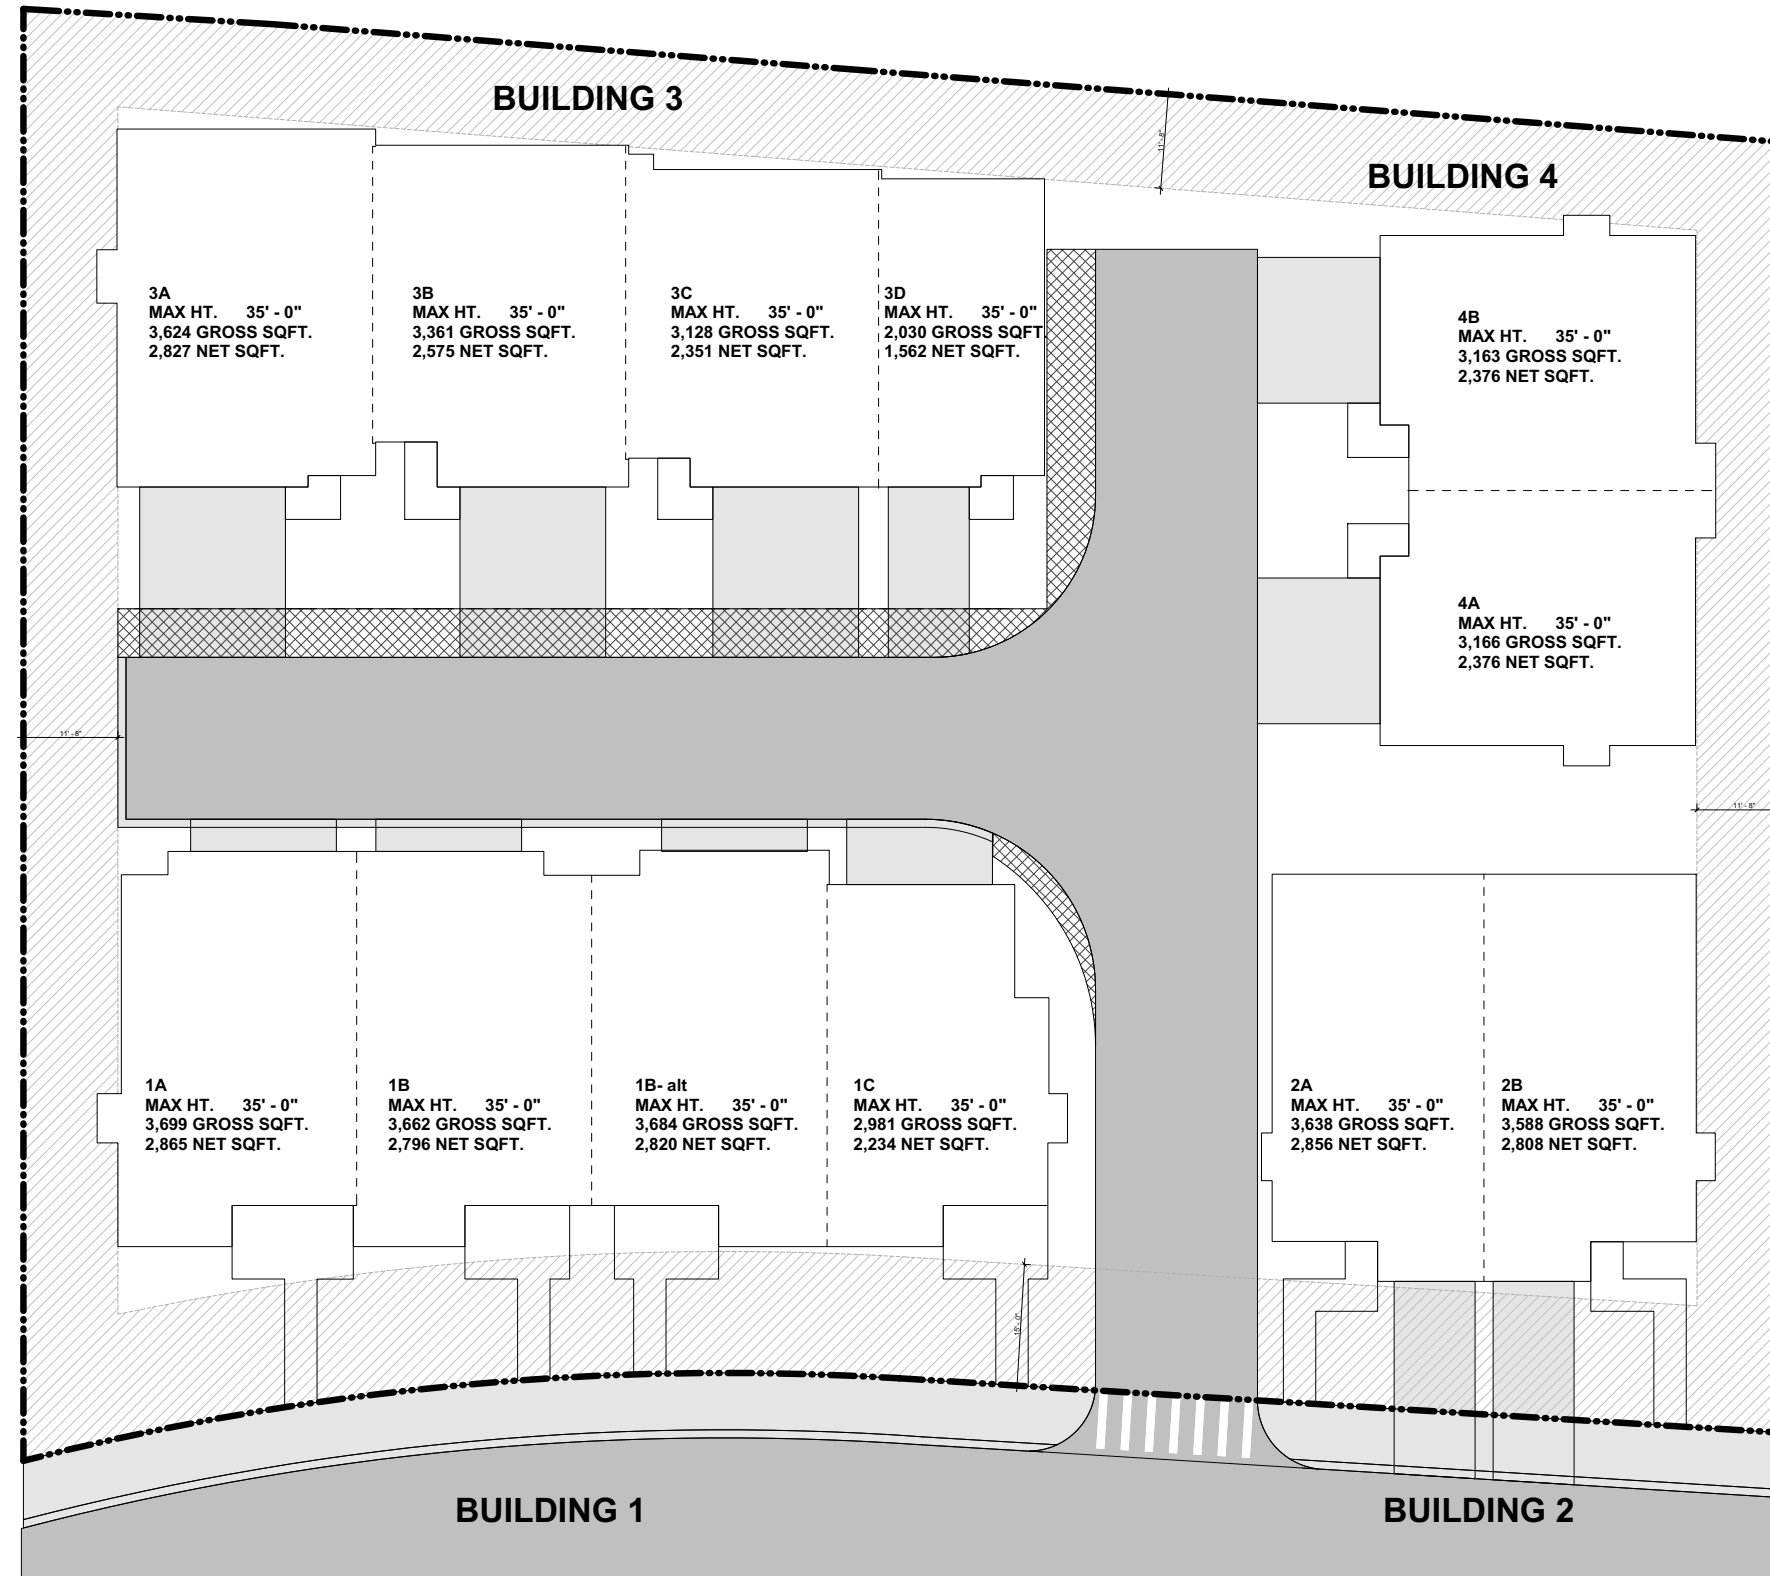 BUILDING 3
11' - 8"
BUILDING 4
3A
MAX HT. 35' - 0"
3,624 GROSS SQFT.
2,827 NET SQFT.
3B
MAX HT. 35' - 0"
3,361 GROSS SQFT.
2,575 NET SQFT.
3C
MAX HT. 35' - 0"
3,128 GROSS SQFT.
2,351 NET SQFT.
3D
MAX HT. 35' - 0"
2,030 GROSS SQFT.
1,562 NET SQFT.
4B
MAX HT. 35' - 0"
3,163 GROSS SQFT.
2,376 NET SQFT.
4A
MAX HT. 35' - 0"
3,166 GROSS SQFT.
2,376 NET SQFT.
11' - 8"
11' - 8"
1A
MAX HT. 35' - 0"
3,699 GROSS SQFT.
2,865 NET SQFT.
1B
MAX HT. 35' - 0"
3,662 GROSS SQFT.
2,796 NET SQFT.
1B- alt
MAX HT. 35' - 0"
3,684 GROSS SQFT.
2,820 NET SQFT.
1C
MAX HT. 35' - 0"
2,981 GROSS SQFT.
2,234 NET SQFT.
2A
MAX HT. 35' - 0"
3,638 GROSS SQFT.
2,856 NET SQFT.
2B
MAX HT. 35' - 0"
3,588 GROSS SQFT.
2,808 NET SQFT.
15' - 0"
BUILDING 1
BUILDING 2